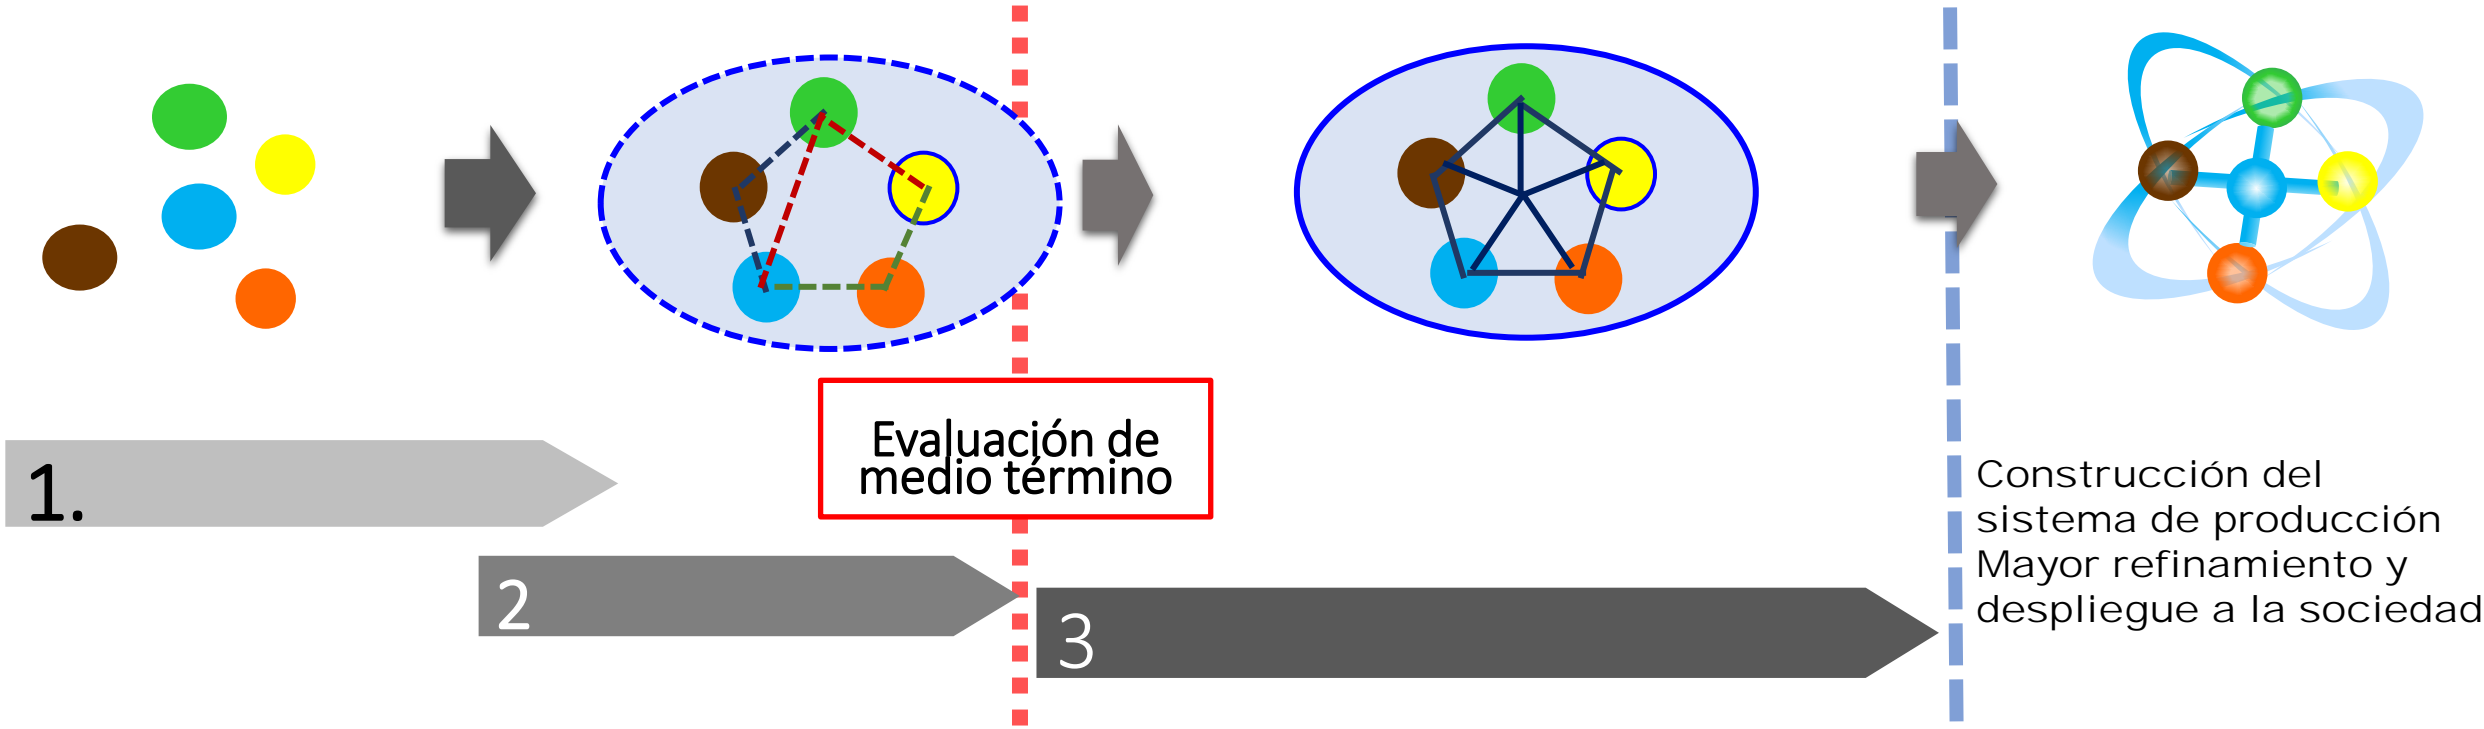 Evaluación de
medio término
1.
2
3
Construcción del
sistema de producción
Mayor refinamiento y
despliegue a la sociedad